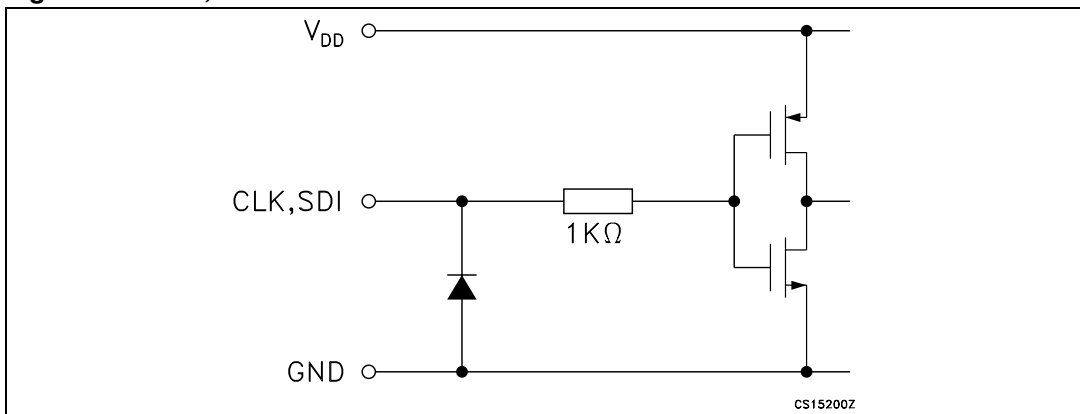 V_DD
CLK,SDI
1KΩ
GND
CS15200Z